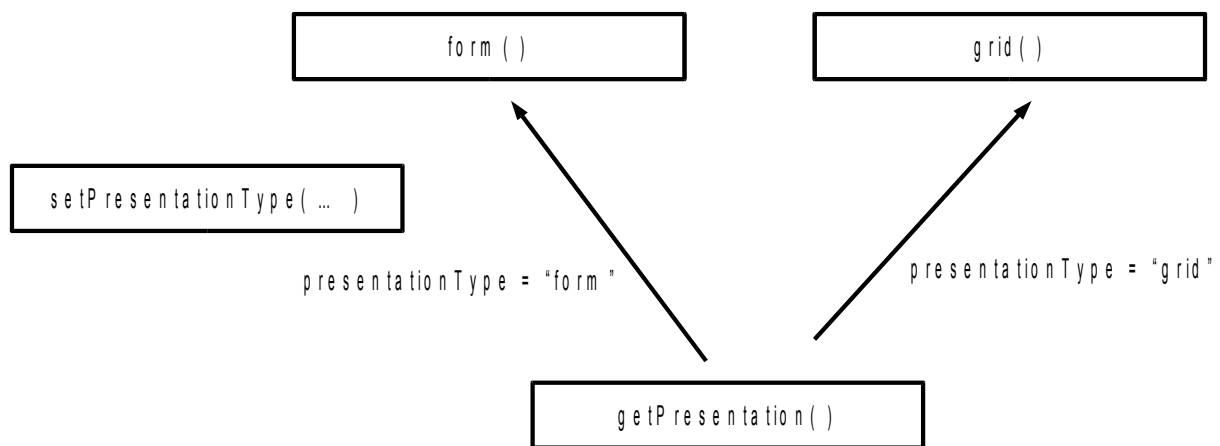 form()
grid()
setPresentationType(… )
presentationType = “form”
presentationType = “grid”
getPresentation()